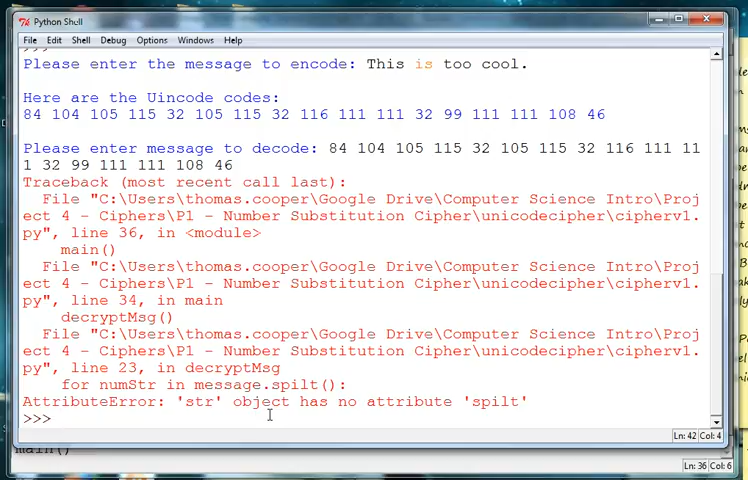 Python Shell
File Edit Shell Debug Options Windows Help
>>>
Please enter the message to encode: This is too cool.
Here are the Uincode codes:
84 104 105 115 32 105 115 32 116 111 111 32 99 111 111 108 46
Please enter message to decode: 84 104 105 115 32 105 115 32 116 111 11
1 32 99 111 111 108 46
Traceback (most recent call last):
File "C:\Users\thomas.cooper\Google Drive\Computer Science Intro\Proj
ect 4 - Ciphers\P1 - Number Substitution Cipher\unicodecipher\cipherv1.
py", line 36, in <module>
main()
File "C:\Users\thomas.cooper\Google Drive\Computer Science Intro\Proj
ect 4 - Ciphers\P1 - Number Substitution Cipher\unicodecipher\cipherv1.
py", line 34, in main
decryptMsg()
File "C:\Users\thomas.cooper\Google Drive\Computer Science Intro\Proj
ect 4 - Ciphers\P1 - Number Substitution Cipher\unicodecipher\cipherv1.
py", line 23, in decryptMsg
for numStr in message.spilt():
AttributeError: 'str' object has no attribute 'spilt'
>>>
Ln: 42 Col: 4
main()
Ln: 36 Col: 6